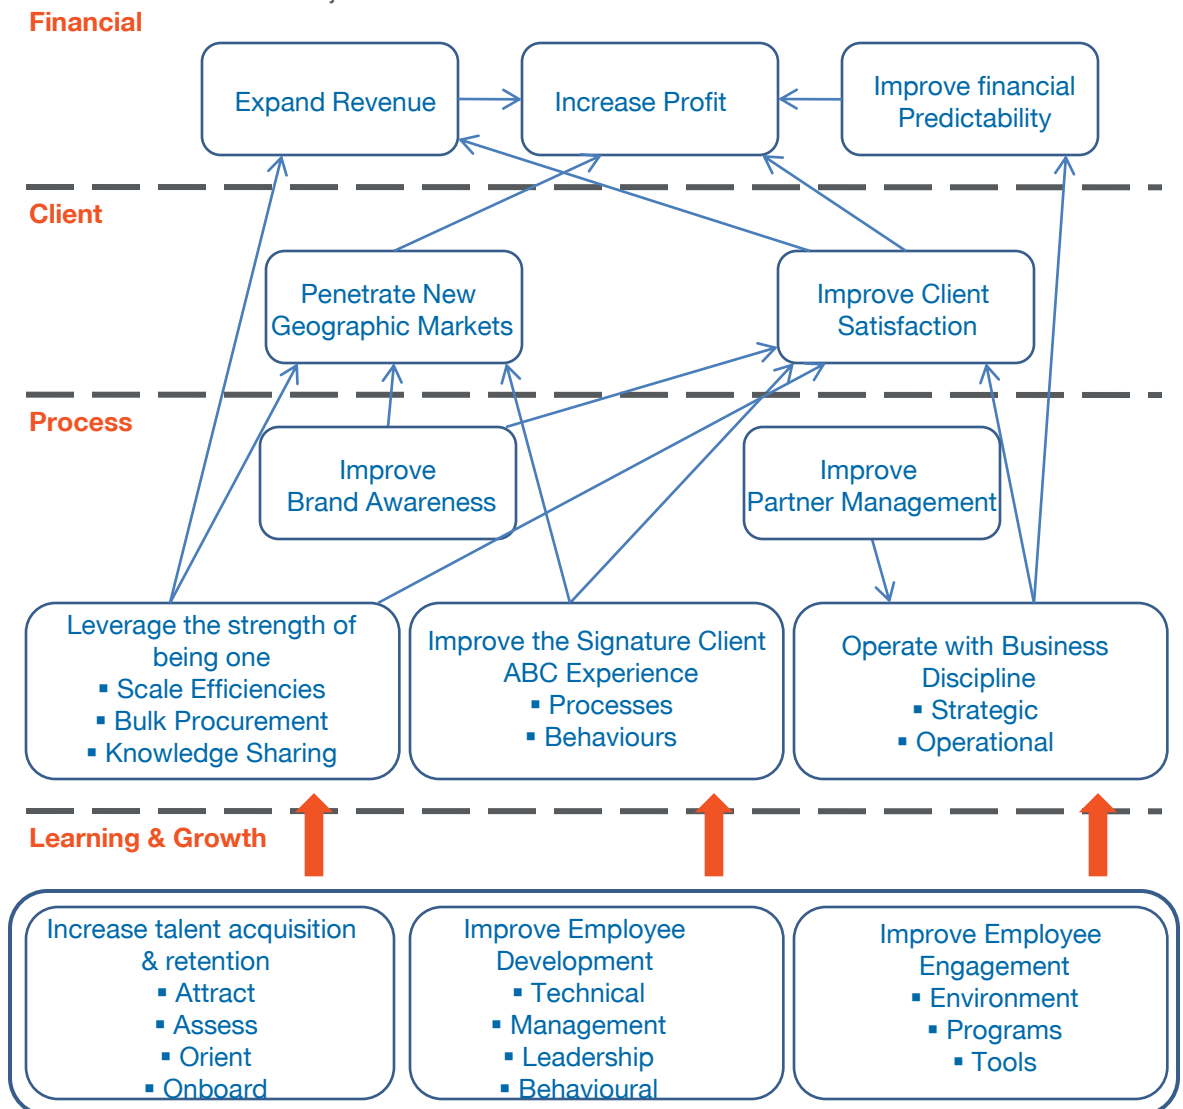 Financial
Expand Revenue
Increase Profit
Improve financial
Predictability
Client
Penetrate New
Geographic Markets
Improve Client
Satisfaction
Process
Improve
Brand Awareness
Improve
Partner Management
Leverage the strength of
being one
▪ Scale Efficiencies
▪ Bulk Procurement
▪ Knowledge Sharing
Improve the Signature Client
ABC Experience
▪ Processes
▪ Behaviours
Operate with Business
Discipline
▪ Strategic
▪ Operational
Learning & Growth
Increase talent acquisition
& retention
▪ Attract
▪ Assess
▪ Orient
▪ Onboard
Improve Employee
Development
▪ Technical
▪ Management
▪ Leadership
▪ Behavioural
Improve Employee
Engagement
▪ Environment
▪ Programs
▪ Tools